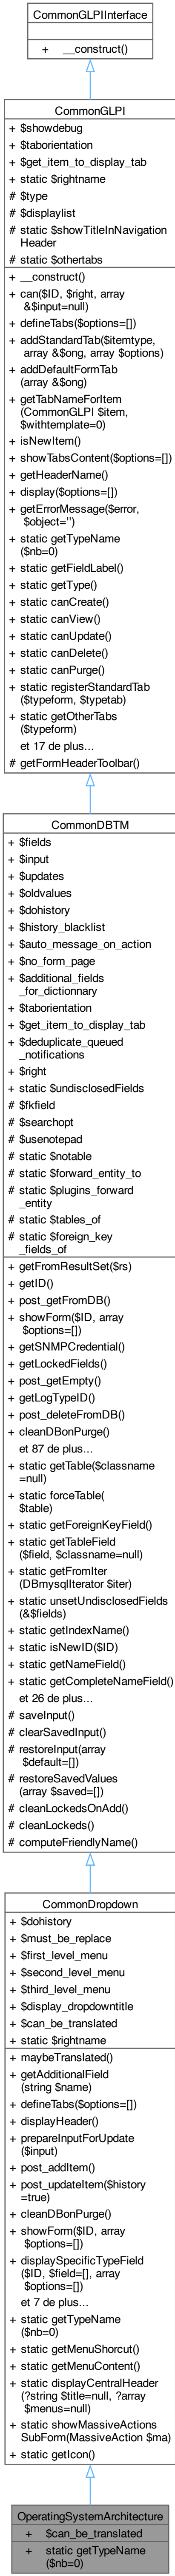 CommonGLPIInterface
+ __construct()
CommonGLPI
+ $showdebug
+ $taborientation
+ $get_item_to_display_tab
+ static $rightname
# $type
# $displaylist
# static $showTitleInNavigation
Header
# static $othertabs
+ __construct()
+ can($ID, $right, array
&$input=null)
+ defineTabs($options=[])
+ addStandardTab($itemtype,
array &$ong, array $options)
+ addDefaultFormTab
(array &$ong)
+ getTabNameForItem
(CommonGLPI $item,
$withtemplate=0)
+ isNewItem()
+ showTabsContent($options=[])
+ getHeaderName()
+ display($options=[])
+ getErrorMessage($error,
$object='')
+ static getTypeName
($nb=0)
+ static getFieldLabel()
+ static getType()
+ static canCreate()
+ static canView()
+ static canUpdate()
+ static canDelete()
+ static canPurge()
+ static registerStandardTab
($typeform, $typetab)
+ static getOtherTabs
($typeform)
et 17 de plus...
# getFormHeaderToolbar()
CommonDBTM
+ $fields
+ $input
+ $updates
+ $oldvalues
+ $dohistory
+ $history_blacklist
+ $auto_message_on_action
+ $no_form_page
+ $additional_fields
_for_dictionnary
+ $taborientation
+ $get_item_to_display_tab
+ $deduplicate_queued
_notifications
+ $right
+ static $undisclosedFields
# $fkfield
# $searchopt
# $usenotepad
# static $notable
# static $forward_entity_to
# static $plugins_forward
_entity
# static $tables_of
# static $foreign_key
_fields_of
+ getFromResultSet($rs)
+ getID()
+ post_getFromDB()
+ showForm($ID, array
$options=[])
+ getSNMPCredential()
+ getLockedFields()
+ post_getEmpty()
+ getLogTypeID()
+ post_deleteFromDB()
+ cleanDBonPurge()
et 87 de plus...
+ static getTable($classname
=null)
+ static forceTable(
$table)
+ static getForeignKeyField()
+ static getTableField
($field, $classname=null)
+ static getFromIter
(DBmysqlIterator $iter)
+ static unsetUndisclosedFields
(&$fields)
+ static getIndexName()
+ static isNewID($ID)
+ static getNameField()
+ static getCompleteNameField()
et 26 de plus...
# saveInput()
# clearSavedInput()
# restoreInput(array
$default=[])
# restoreSavedValues
(array $saved=[])
# cleanLockedsOnAdd()
# cleanLockeds()
# computeFriendlyName()
CommonDropdown
+ $dohistory
+ $must_be_replace
+ $first_level_menu
+ $second_level_menu
+ $third_level_menu
+ $display_dropdowntitle
+ $can_be_translated
+ static $rightname
+ maybeTranslated()
+ getAdditionalField
(string $name)
+ defineTabs($options=[])
+ displayHeader()
+ prepareInputForUpdate
($input)
+ post_addItem()
+ post_updateItem($history
=true)
+ cleanDBonPurge()
+ showForm($ID, array
$options=[])
+ displaySpecificTypeField
($ID, $field=[], array
$options=[])
et 7 de plus...
+ static getTypeName
($nb=0)
+ static getMenuShorcut()
+ static getMenuContent()
+ static displayCentralHeader
(?string $title=null, ?array
$menus=null)
+ static showMassiveActions
SubForm(MassiveAction $ma)
+ static getIcon()
OperatingSystemArchitecture
+ $can_be_translated
+ static getTypeName
($nb=0)